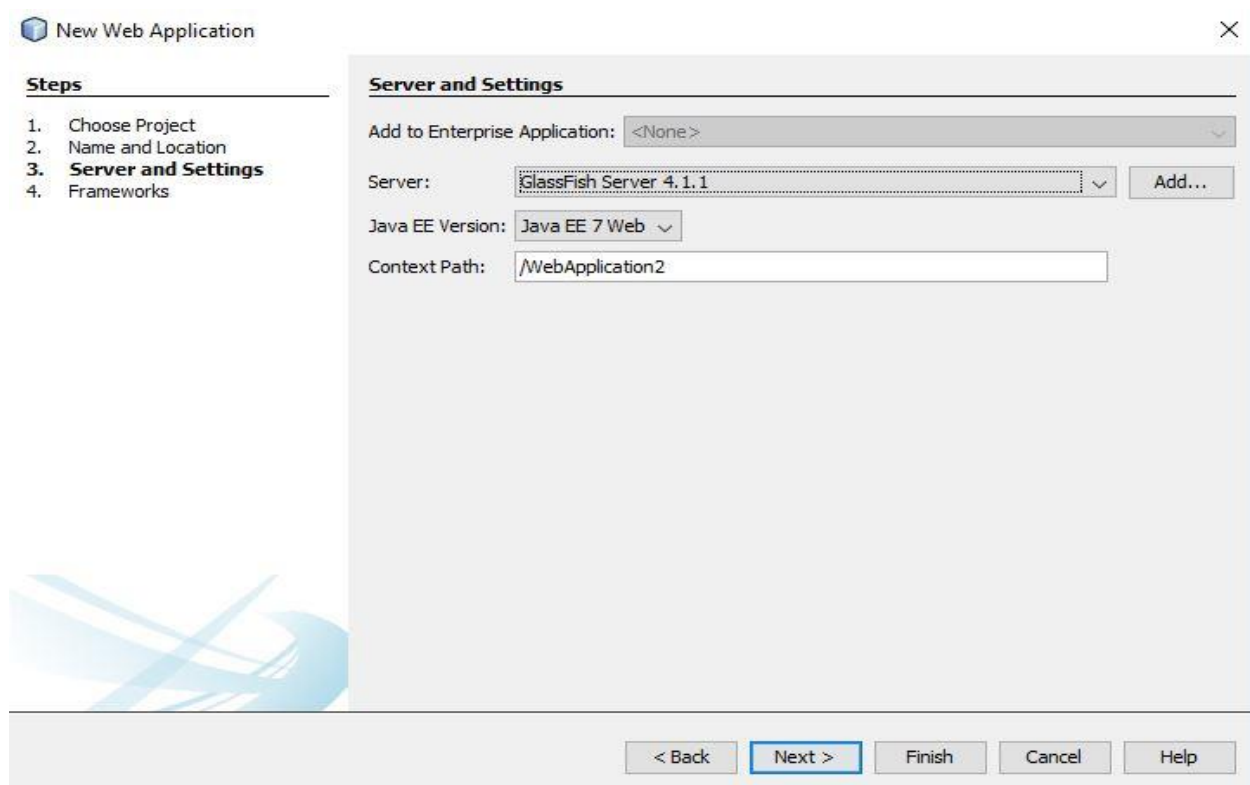 New Web Application
Steps
1. Choose Project
2. Name and Location
3. Server and Settings
4. Frameworks
Server and Settings
Add to Enterprise Application: <None>
Server: GlassFish Server 4.1.1 Add...
Java EE Version: Java EE 7 Web
Context Path: /WebApplication2
< Back Next > Finish Cancel Help